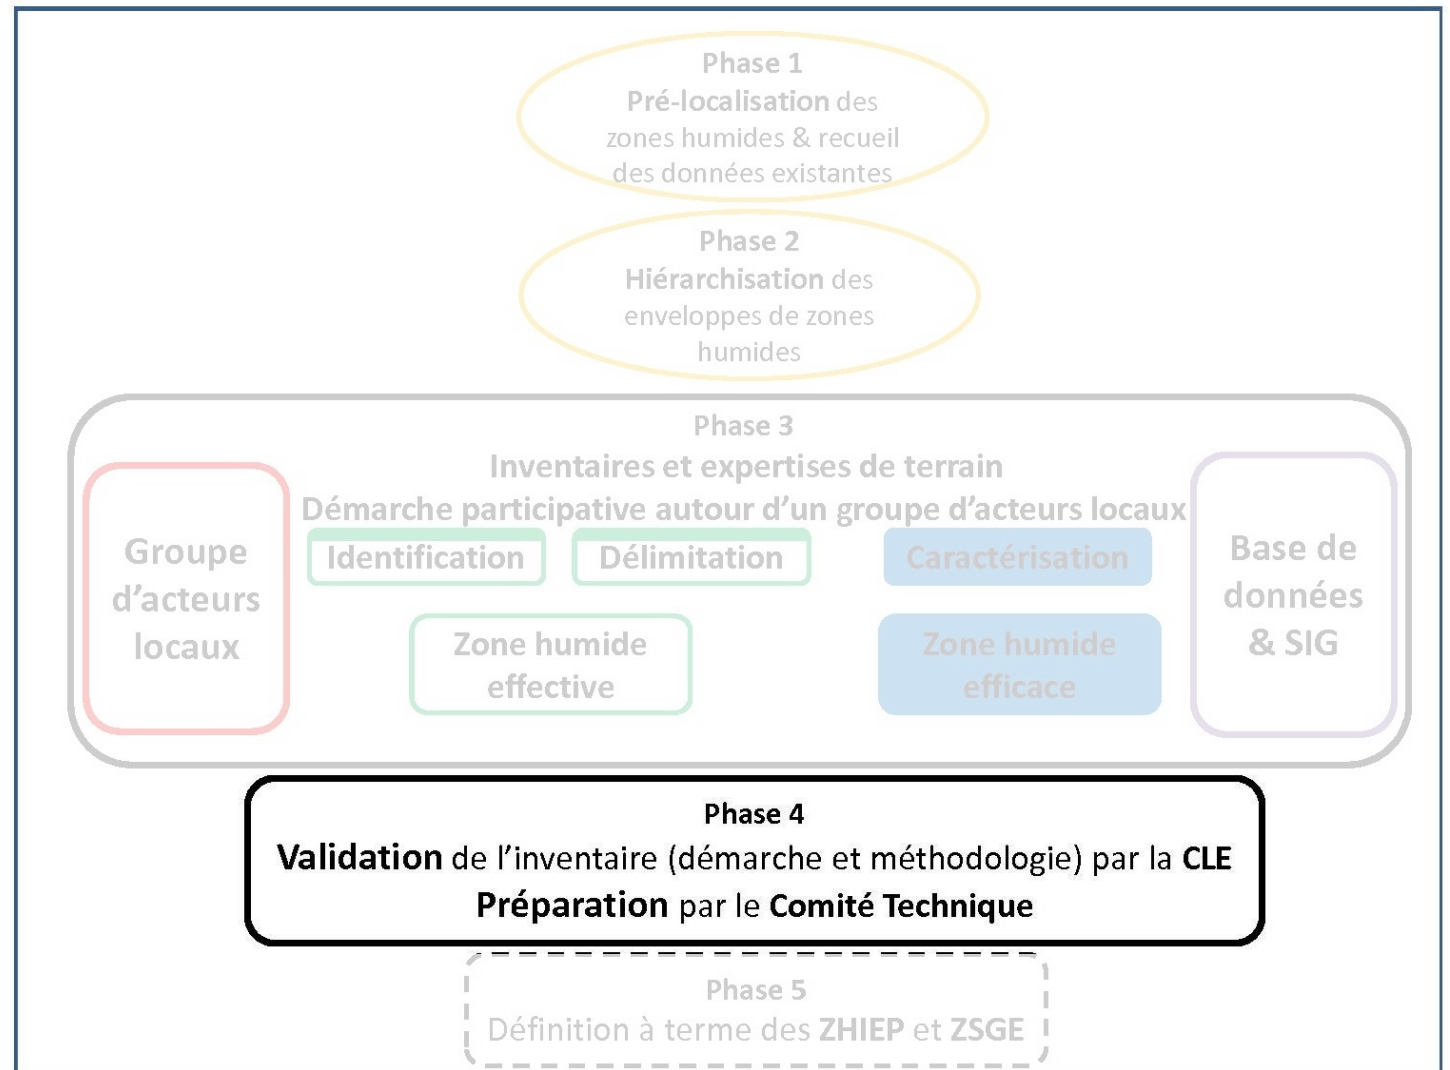 Phase 1
Pré-localisation des
zones humides & recueil
des données existantes
Phase 2
Hiérarchisation des
enveloppes de zones
humides
Phase 3
Inventaires et expertises de terrain
Démarche participative autour d’un groupe d’acteurs locaux
Groupe
d’acteurs
locaux
Identification
Délimitation
Caractérisation
Zone humide
effective
Zone humide
efficace
Base de
données
& SIG
Phase 4
Validation de l’inventaire (démarche et méthodologie) par la CLE
Préparation par le Comité Technique
Phase 5
Définition à terme des ZHIEP et ZSGE